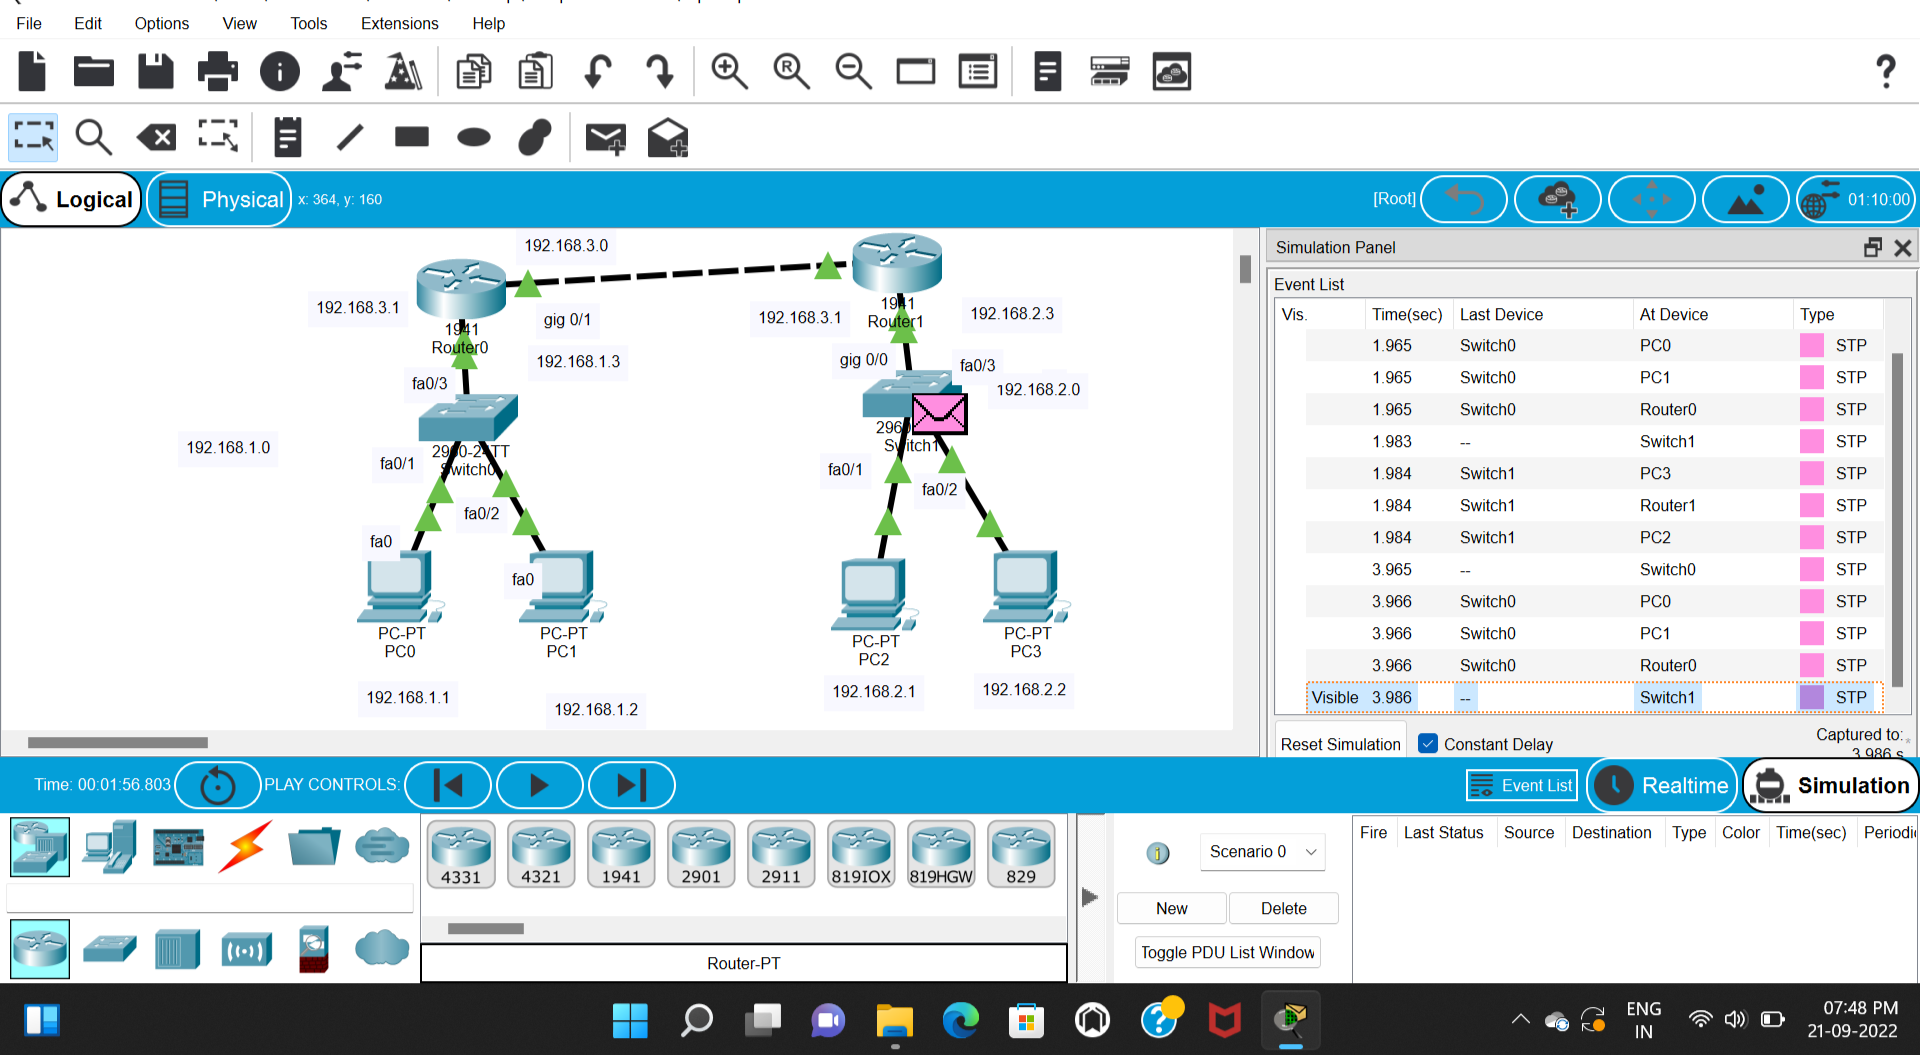 File Edit Options View Tools Extensions Help
Logical Physical x: 364, y: 160 [Root] 01:10:00
192.168.3.0
192.168.3.1
1941
Router0
gig 0/1
192.168.1.3
fa0/3
192.168.1.0
2960-24TT
Switch0
fa0/1
fa0/2
fa0
fa0
PC-PT
PC0
PC-PT
PC1
192.168.1.1
192.168.1.2
192.168.3.1
1941
Router1
192.168.2.3
gig 0/0
fa0/3
192.168.2.0
2960
Switch1
fa0/1
fa0/2
PC-PT
PC2
PC-PT
PC3
192.168.2.1
192.168.2.2
Simulation Panel
Event List
Vis. Time(sec) Last Device At Device Type
1.965 Switch0 PC0 STP
1.965 Switch0 PC1 STP
1.965 Switch0 Router0 STP
1.983 -- Switch1 STP
1.984 Switch1 PC3 STP
1.984 Switch1 Router1 STP
1.984 Switch1 PC2 STP
3.965 -- Switch0 STP
3.966 Switch0 PC0 STP
3.966 Switch0 PC1 STP
3.966 Switch0 Router0 STP
Visible 3.986 -- Switch1 STP
Reset Simulation Constant Delay Captured to: *
3.986 s
Time: 00:01:56.803 PLAY CONTROLS: Event List Realtime Simulation
4331 4321 1941 2901 2911 819IOX 819HGW 829
Router-PT
Scenario 0
New Delete
Toggle PDU List Window
Fire Last Status Source Destination Type Color Time(sec) Periodi
ENG
IN
07:48 PM
21-09-2022